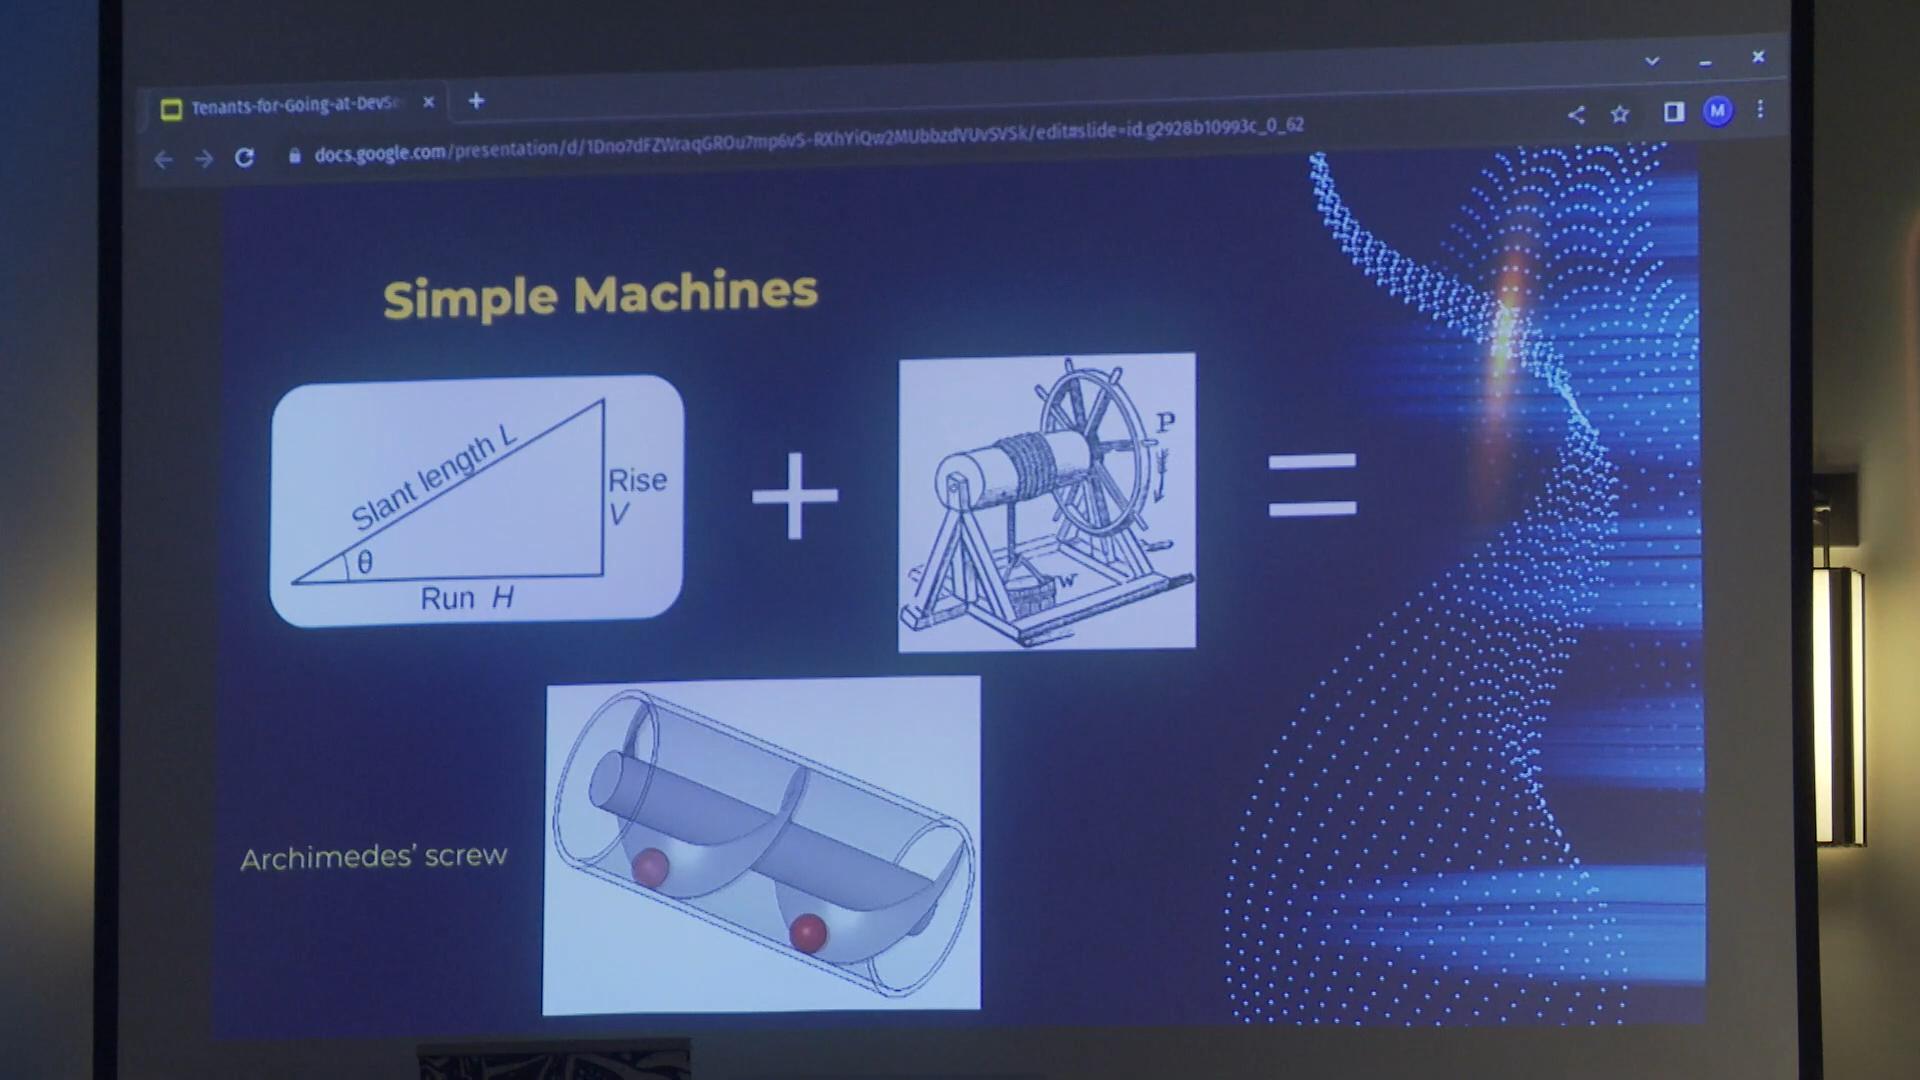 Tenants-for-Going-at-DevSe
docs.google.com/presentation/d/1Dno7dFZWraqGROu7mp6vS-RXhYiQw2MUbbzdVUvSVSk/edit#slide=id.g2928b10993c_0_62
M
Simple Machines
Slant length L
Rise
V
θ
Run H
P
W
Archimedes' screw